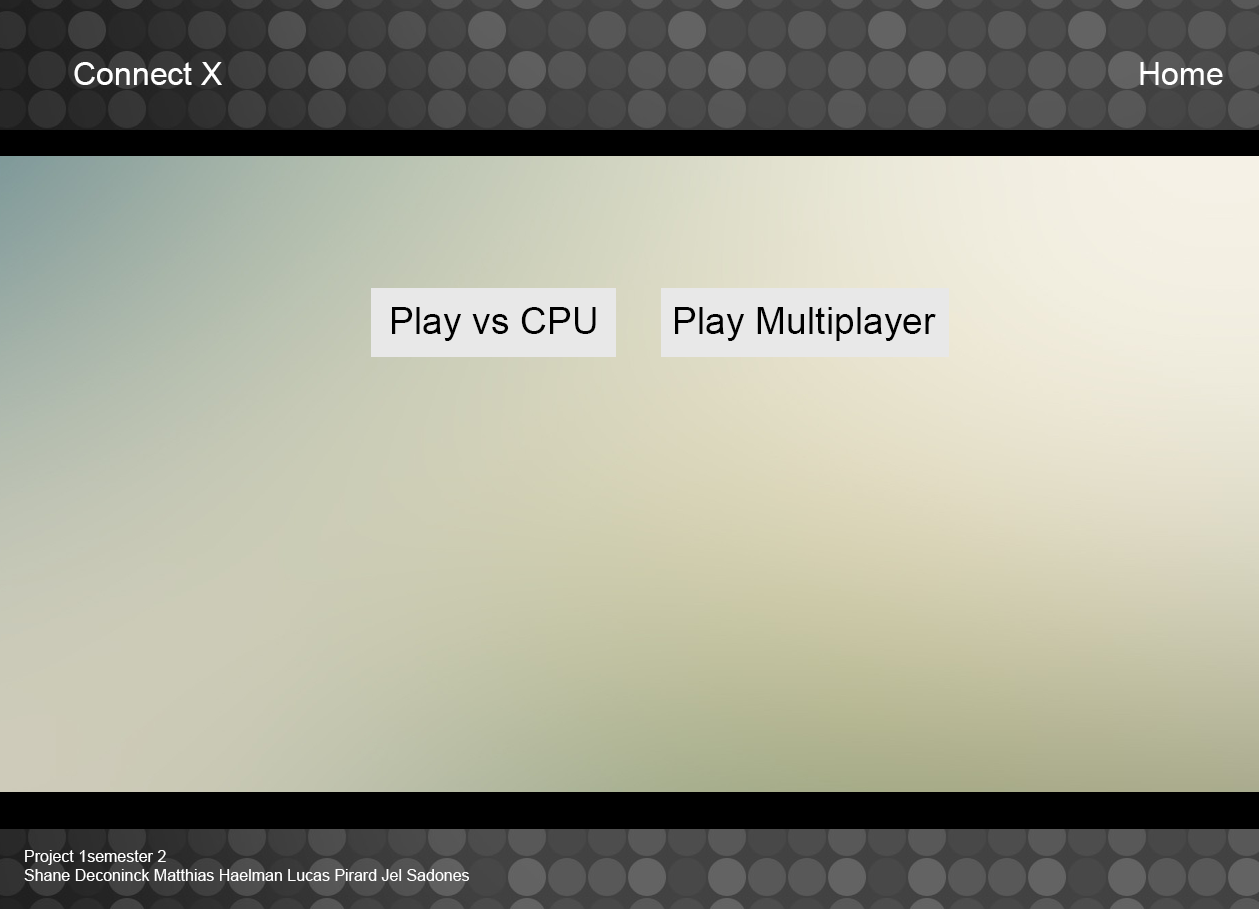 Connect X
Home
Play vs CPU
Play Multiplayer
Project 1semester 2
Shane Deconinck Matthias Haelman Lucas Pirard Jel Sadones